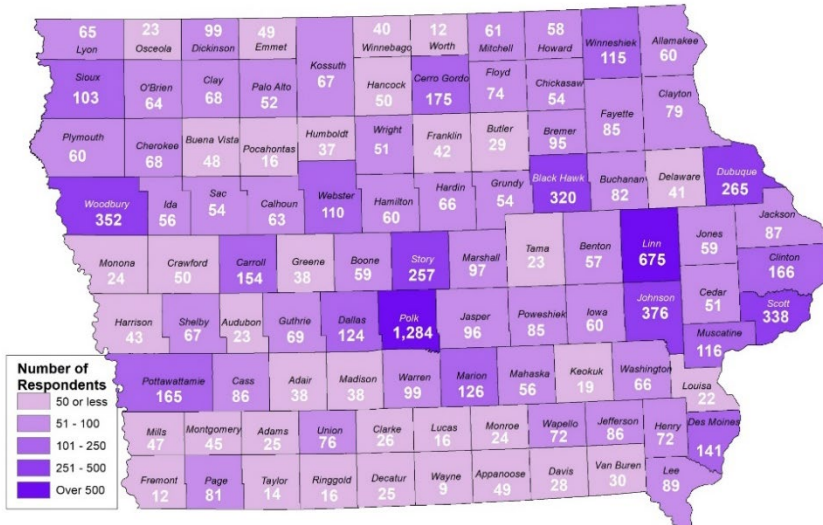 65
Lyon
23
Osceola
99
Dickinson
49
Emmet
Kossuth
67
40
Winnebago
12
Worth
61
Mitchell
58
Howard
Winneshiek
115
Allamakee
60
Sioux
103
O'Brien
64
Clay
68
Palo Alto
52
Hancock
50
Cerro Gordo
175
Floyd
74
Chickasaw
54
Fayette
85
Clayton
79
Plymouth
60
Cherokee
68
Buena Vista
48
Pocahontas
16
Humboldt
37
Wright
51
Franklin
42
Butler
29
Bremer
95
Woodbury
352
Ida
56
Sac
54
Calhoun
63
Webster
110
Hamilton
60
Hardin
66
Grundy
54
Black Hawk
320
Buchanan
82
Delaware
41
Dubuque
265
Monona
24
Crawford
50
Carroll
154
Greene
38
Boone
59
Story
257
Marshall
97
Tama
23
Benton
57
Linn
675
Jones
59
Jackson
87
Clinton
166
Harrison
43
Shelby
67
Audubon
23
Guthrie
69
Dallas
124
Polk
1,284
Jasper
96
Poweshiek
85
Iowa
60
Johnson
376
Cedar
51
Scott
338
Muscatine
116
Pottawattamie
165
Cass
86
Adair
38
Madison
38
Warren
99
Marion
126
Mahaska
56
Keokuk
19
Washington
66
Louisa
22
Mills
47
Montgomery
45
Adams
25
Union
76
Clarke
26
Lucas
16
Monroe
24
Wapello
72
Jefferson
86
Henry
72
Des Moines
141
Fremont
12
Page
81
Taylor
14
Ringgold
16
Decatur
25
Wayne
9
Appanoose
49
Davis
28
Van Buren
30
Lee
89
Number of
Respondents
50 or less
51 - 100
101 - 250
251 - 500
Over 500